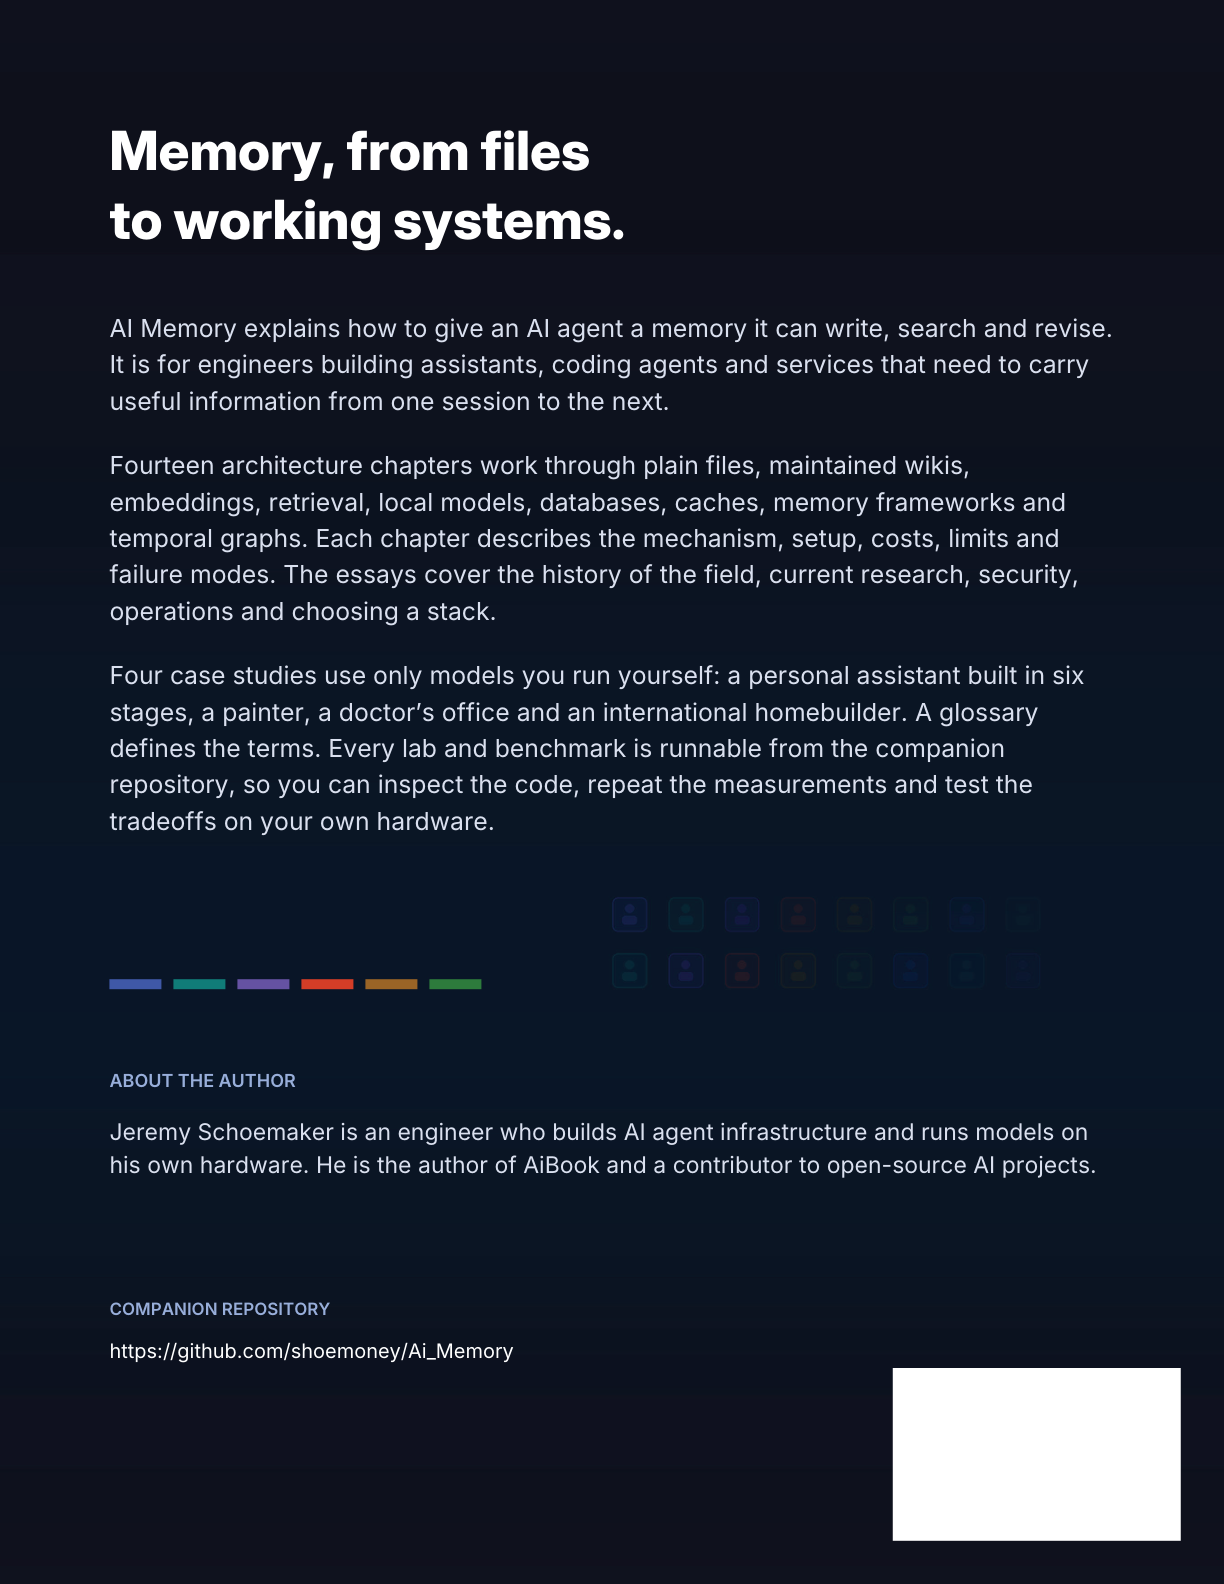 Memory, from files
to working systems.
AI Memory explains how to give an AI agent a memory it can write, search and revise.
It is for engineers building assistants, coding agents and services that need to carry
useful information from one session to the next.
Fourteen architecture chapters work through plain files, maintained wikis,
embeddings, retrieval, local models, databases, caches, memory frameworks and
temporal graphs. Each chapter describes the mechanism, setup, costs, limits and
failure modes. The essays cover the history of the field, current research, security,
operations and choosing a stack.
Four case studies use only models you run yourself: a personal assistant built in six
stages, a painter, a doctor’s office and an international homebuilder. A glossary
defines the terms. Every lab and benchmark is runnable from the companion
repository, so you can inspect the code, repeat the measurements and test the
tradeoffs on your own hardware.
ABOUT THE AUTHOR
Jeremy Schoemaker is an engineer who builds AI agent infrastructure and runs models on
his own hardware. He is the author of AiBook and a contributor to open-source AI projects.
COMPANION REPOSITORY
https://github.com/shoemoney/Ai_Memory